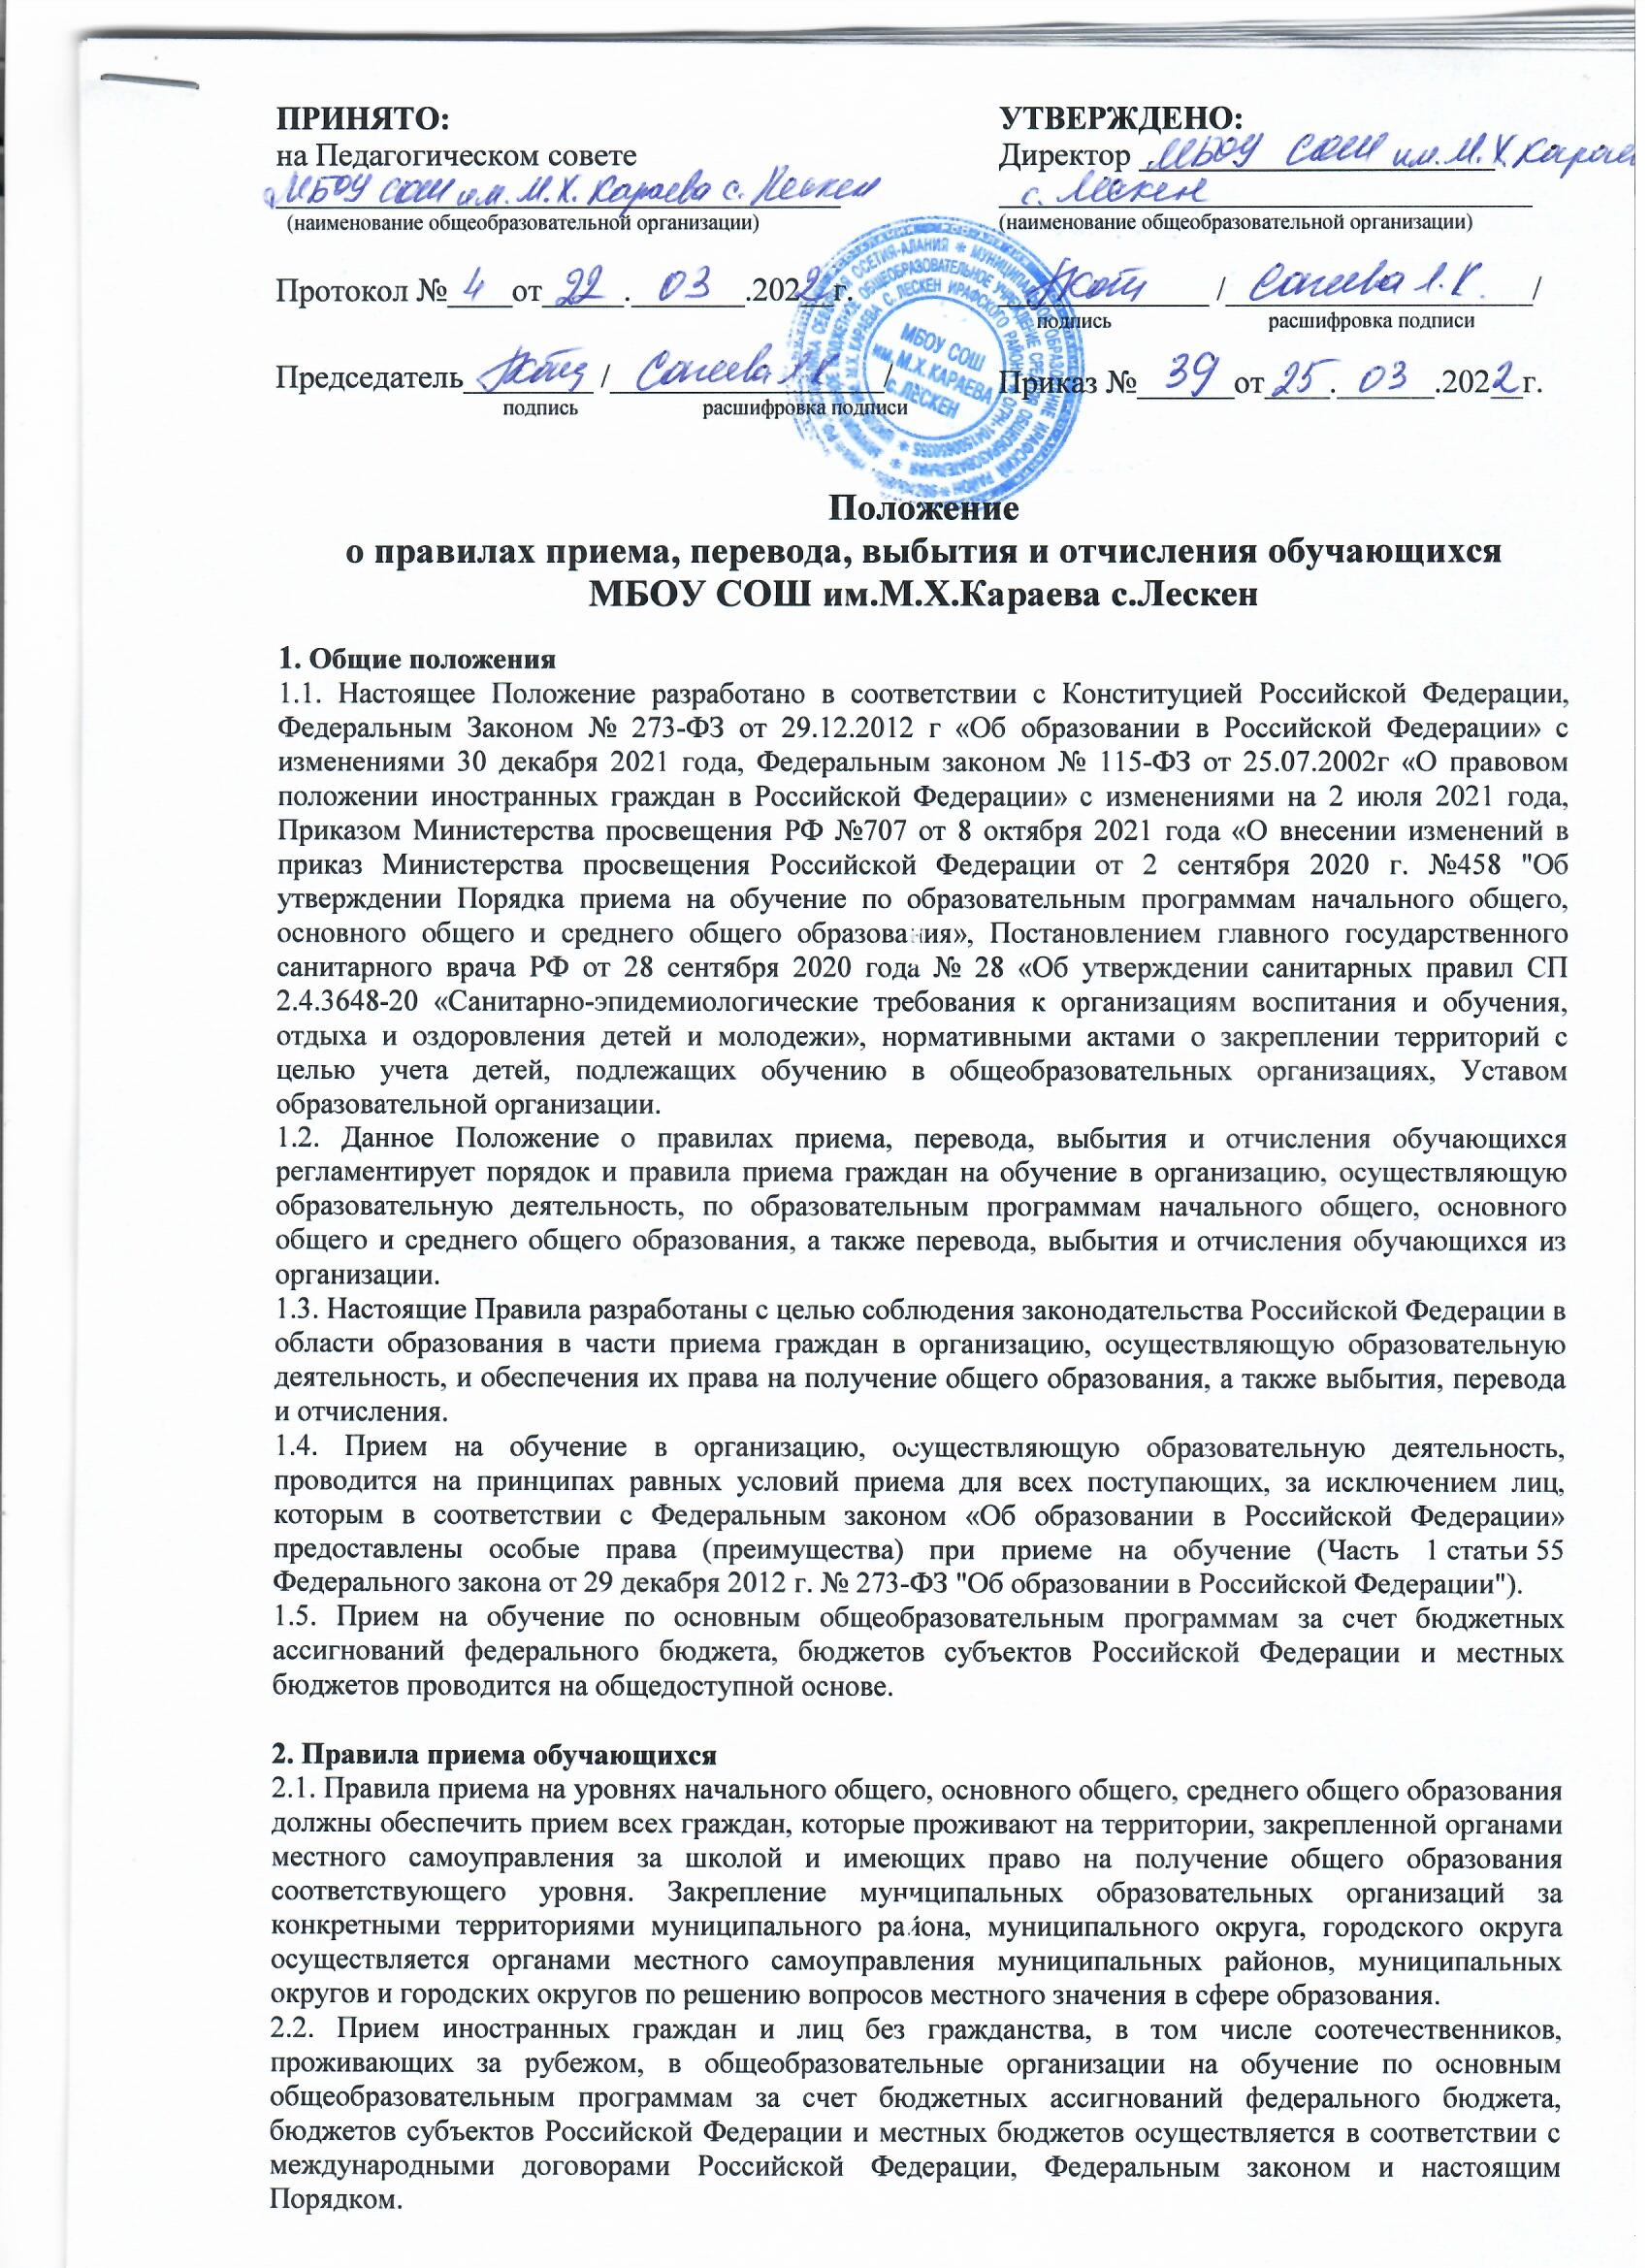 ПРИНЯТО:
на Педагогическом совете
МБОУ СОШ им. М.Х. Караева с. Лескен
(наименование общеобразовательной организации)
Протокол № 4 от 22 . 03 .2022 г.
Председатель / /
подпись расшифровка подписи
УТВЕРЖДЕНО:
Директор МБОУ СОШ им. М.Х. Карае
с. Лескен
(наименование общеобразовательной организации)
/ /
подпись расшифровка подписи
Приказ № 39 от 25 . 03 .2022 г.
МБОУ СОШ
им. М.Х.КАРАЕВА
с.ЛЕСКЕН
Положение
о правилах приема, перевода, выбытия и отчисления обучающихся
МБОУ СОШ им.М.Х.Караева с.Лескен
1. Общие положения
1.1. Настоящее Положение разработано в соответствии с Конституцией Российской Федерации,
Федеральным Законом № 273-ФЗ от 29.12.2012 г «Об образовании в Российской Федерации» с
изменениями 30 декабря 2021 года, Федеральным законом № 115-ФЗ от 25.07.2002г «О правовом
положении иностранных граждан в Российской Федерации» с изменениями на 2 июля 2021 года,
Приказом Министерства просвещения РФ №707 от 8 октября 2021 года «О внесении изменений в
приказ Министерства просвещения Российской Федерации от 2 сентября 2020 г. №458 "Об
утверждении Порядка приема на обучение по образовательным программам начального общего,
основного общего и среднего общего образования», Постановлением главного государственного
санитарного врача РФ от 28 сентября 2020 года № 28 «Об утверждении санитарных правил СП
2.4.3648-20 «Санитарно-эпидемиологические требования к организациям воспитания и обучения,
отдыха и оздоровления детей и молодежи», нормативными актами о закреплении территорий с
целью учета детей, подлежащих обучению в общеобразовательных организациях, Уставом
образовательной организации.
1.2. Данное Положение о правилах приема, перевода, выбытия и отчисления обучающихся
регламентирует порядок и правила приема граждан на обучение в организацию, осуществляющую
образовательную деятельность, по образовательным программам начального общего, основного
общего и среднего общего образования, а также перевода, выбытия и отчисления обучающихся из
организации.
1.3. Настоящие Правила разработаны с целью соблюдения законодательства Российской Федерации в
области образования в части приема граждан в организацию, осуществляющую образовательную
деятельность, и обеспечения их права на получение общего образования, а также выбытия, перевода
и отчисления.
1.4. Прием на обучение в организацию, осуществляющую образовательную деятельность,
проводится на принципах равных условий приема для всех поступающих, за исключением лиц,
которым в соответствии с Федеральным законом «Об образовании в Российской Федерации»
предоставлены особые права (преимущества) при приеме на обучение (Часть 1 статьи 55
Федерального закона от 29 декабря 2012 г. № 273-ФЗ "Об образовании в Российской Федерации").
1.5. Прием на обучение по основным общеобразовательным программам за счет бюджетных
ассигнований федерального бюджета, бюджетов субъектов Российской Федерации и местных
бюджетов проводится на общедоступной основе.
2. Правила приема обучающихся
2.1. Правила приема на уровнях начального общего, основного общего, среднего общего образования
должны обеспечить прием всех граждан, которые проживают на территории, закрепленной органами
местного самоуправления за школой и имеющих право на получение общего образования
соответствующего уровня. Закрепление муниципальных образовательных организаций за
конкретными территориями муниципального района, муниципального округа, городского округа
осуществляется органами местного самоуправления муниципальных районов, муниципальных
округов и городских округов по решению вопросов местного значения в сфере образования.
2.2. Прием иностранных граждан и лиц без гражданства, в том числе соотечественников,
проживающих за рубежом, в общеобразовательные организации на обучение по основным
общеобразовательным программам за счет бюджетных ассигнований федерального бюджета,
бюджетов субъектов Российской Федерации и местных бюджетов осуществляется в соответствии с
международными договорами Российской Федерации, Федеральным законом и настоящим
Порядком.